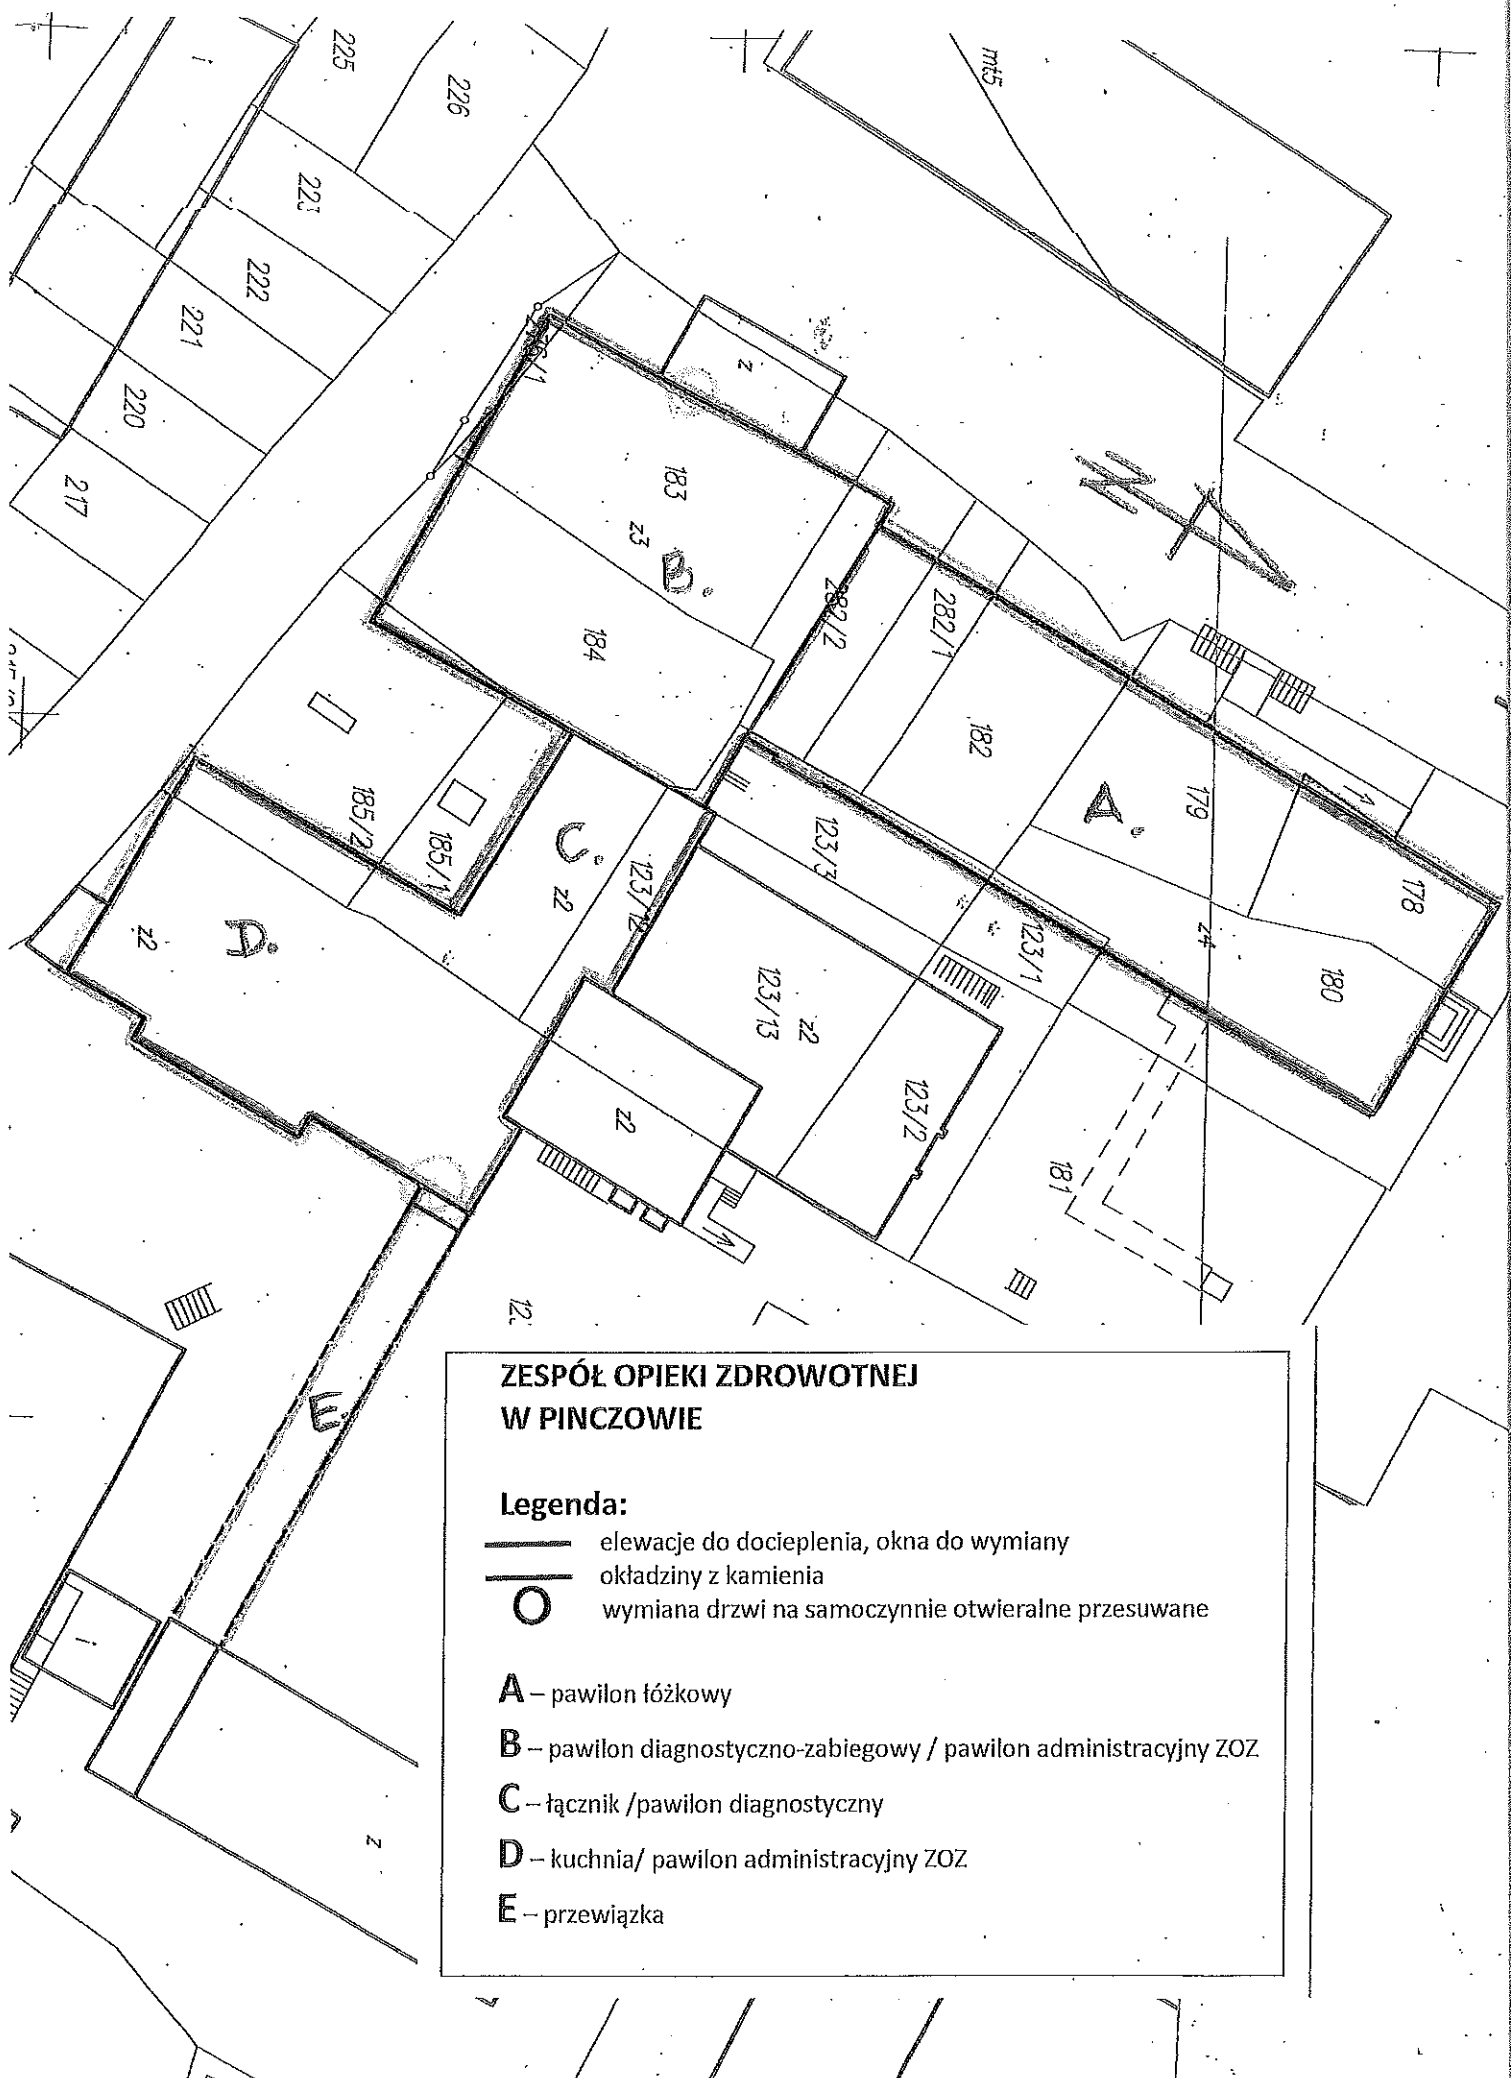 225
226
mt5
i
223
222
221
220
217
z
183
z3
B.
184
282/2
282/1
182
N
179
A.
178
z4
180
185/2
185/1
C.
z2
123/12
123/3
123/1
z2
D.
123/13
z2
123/2
z2
181
12
E.
i
z
ZESPÓŁ OPIEKI ZDROWOTNEJ
W PINCZOWIE
Legenda:
elewacje do docieplenia, okna do wymiany
okładziny z kamienia
wymiana drzwi na samoczynnie otwieralne przesuwane
A – pawilon łóżkowy
B – pawilon diagnostyczno-zabiegowy / pawilon administracyjny ZOZ
C – łącznik /pawilon diagnostyczny
D – kuchnia/ pawilon administracyjny ZOZ
E – przewiązka